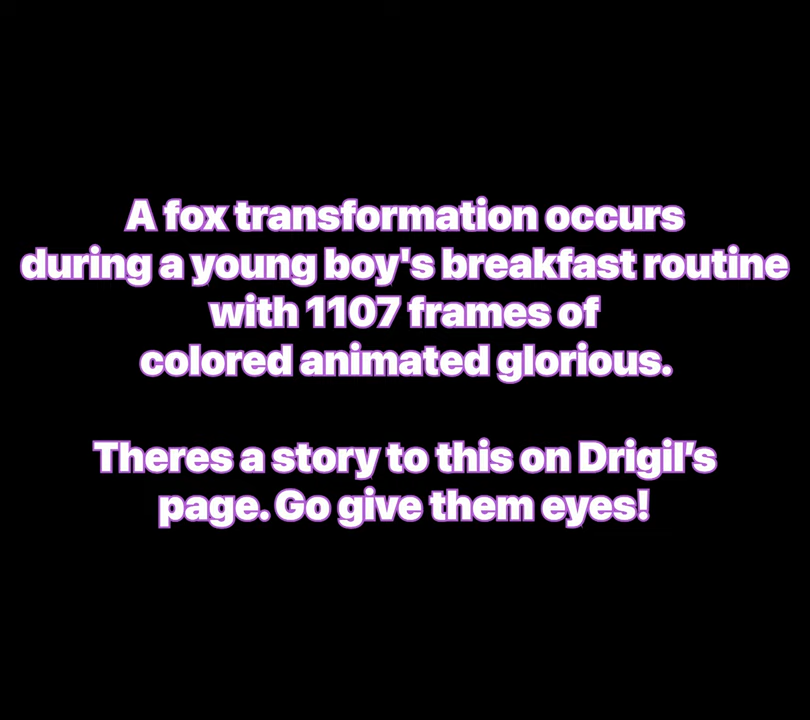 A fox transformation occurs
during a young boy's breakfast routine
with 1107 frames of
colored animated glorious.
Theres a story to this on Drigil’s
page. Go give them eyes!